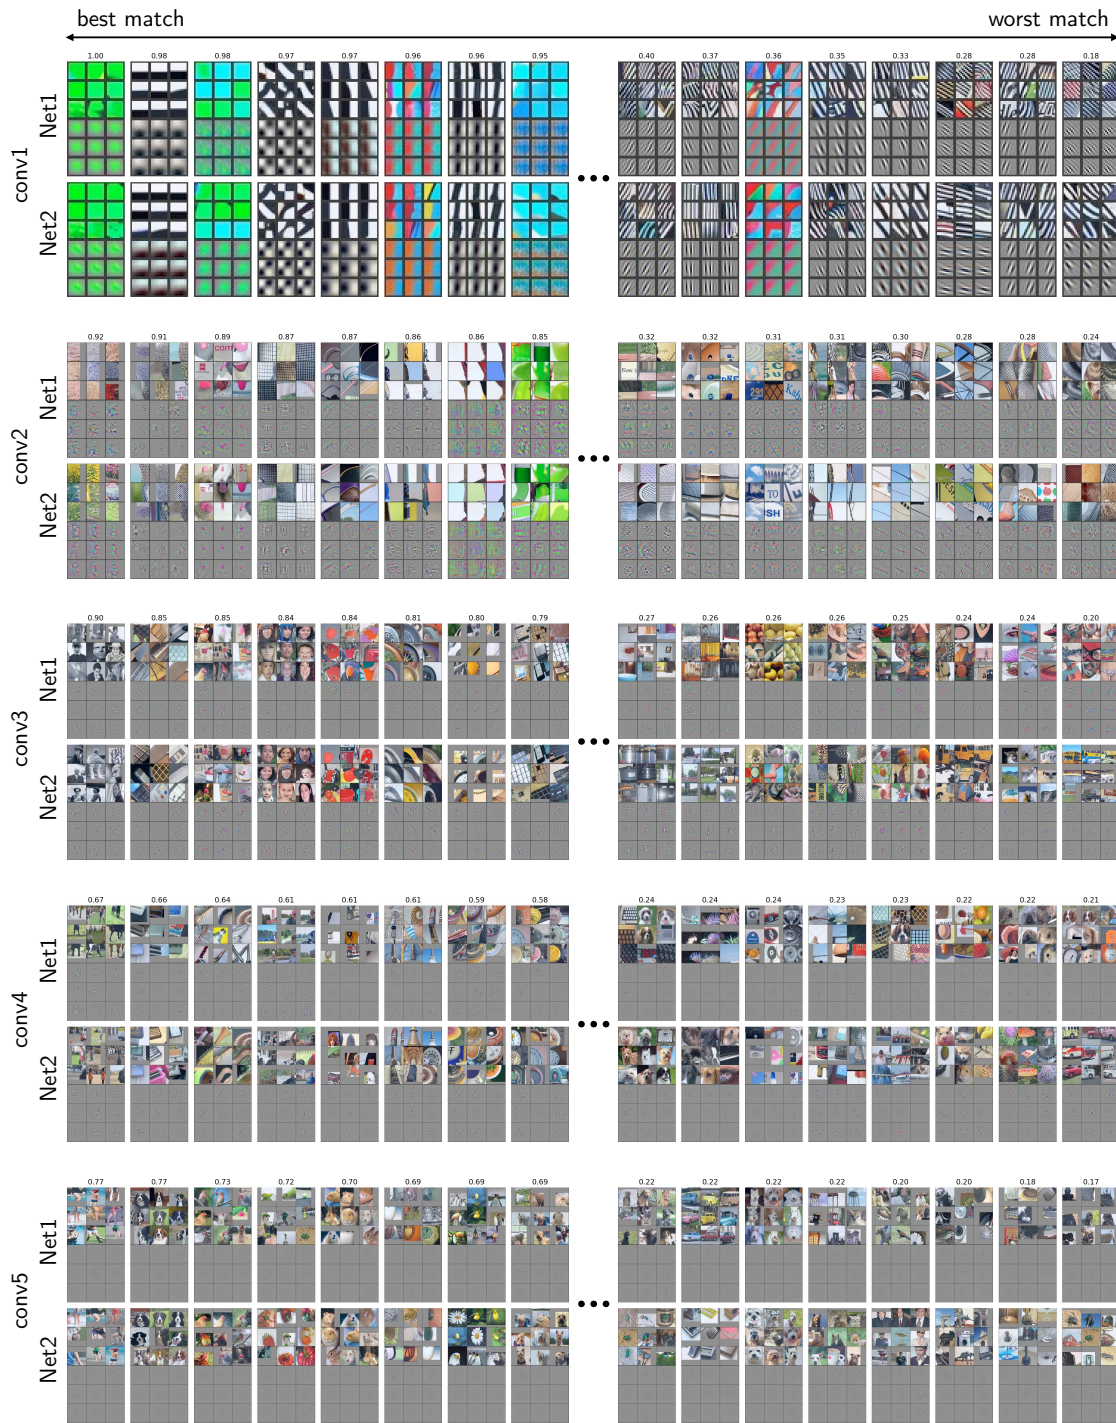 best match worst match
1.00 0.98 0.98 0.97 0.97 0.96 0.96 0.95 0.40 0.37 0.36 0.35 0.33 0.28 0.28 0.18
conv1
Net1
•••
Net2
0.92 0.91 0.89 0.87 0.87 0.86 0.86 0.85 0.32 0.32 0.31 0.31 0.30 0.28 0.28 0.24
conv2
Net1
•••
Net2
0.90 0.85 0.85 0.84 0.84 0.81 0.80 0.79 0.27 0.26 0.26 0.26 0.25 0.24 0.24 0.20
conv3
Net1
•••
Net2
0.67 0.66 0.64 0.61 0.61 0.61 0.59 0.58 0.24 0.24 0.24 0.23 0.23 0.22 0.22 0.21
conv4
Net1
•••
Net2
0.77 0.77 0.73 0.72 0.70 0.69 0.69 0.69 0.22 0.22 0.22 0.22 0.20 0.20 0.18 0.17
conv5
Net1
•••
Net2